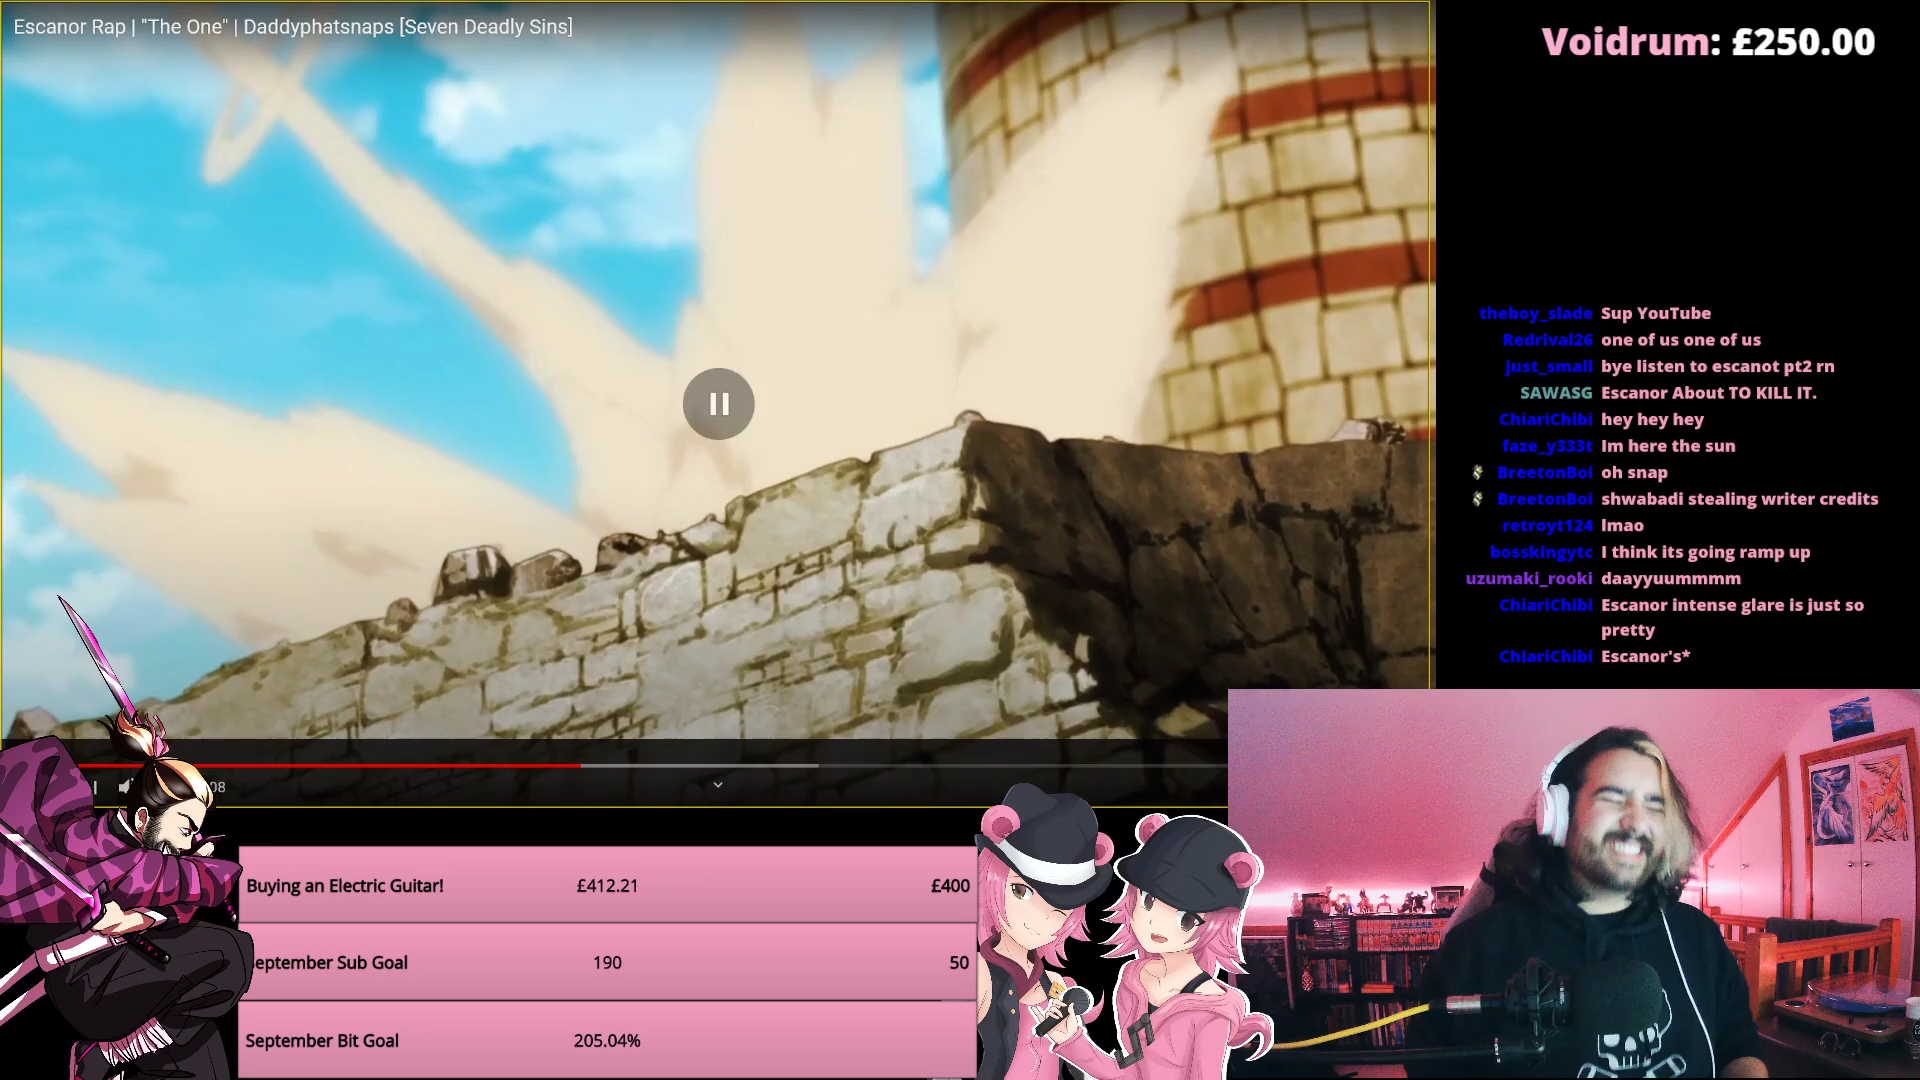 Escanor Rap | "The One" | Daddyphatsnaps [Seven Deadly Sins]
Voidrum: £250.00
theboy_slade Sup YouTube
Redrival26 one of us one of us
just_small bye listen to escanot pt2 rn
SAWASG Escanor About TO KILL IT.
ChiariChibi hey hey hey
faze_y333t Im here the sun
BreetonBoi oh snap
BreetonBoi shwabadi stealing writer credits
retroyt124 lmao
bosskingytc I think its going ramp up
uzumaki_rooki daayyuummmm
ChiariChibi Escanor intense glare is just so
pretty
ChiariChibi Escanor's*
08
Buying an Electric Guitar! £412.21 £400
eptember Sub Goal 190 50
September Bit Goal 205.04%